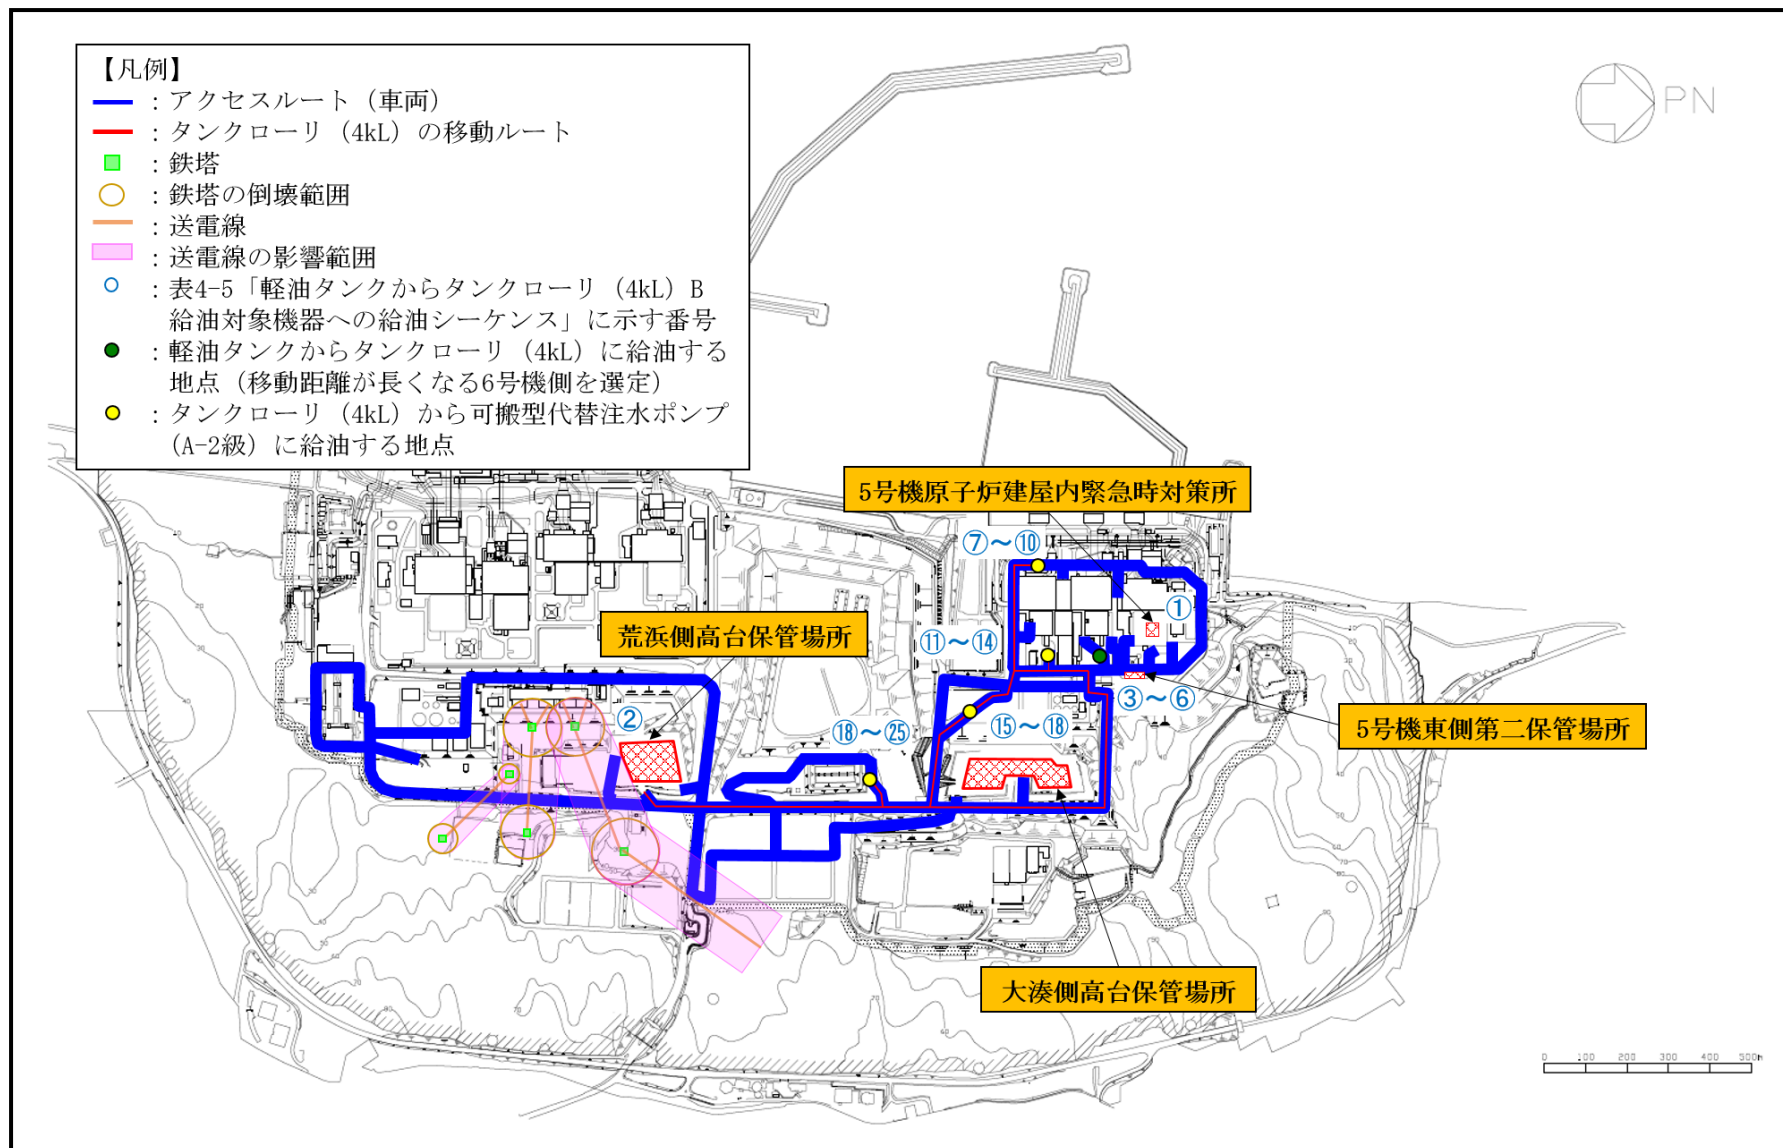 【凡例】
：アクセスルート（車両）
：タンクローリ（4kL）の移動ルート
：鉄塔
：鉄塔の倒壊範囲
：送電線
：送電線の影響範囲
：表4-5「軽油タンクからタンクローリ（4kL）B
給油対象機器への給油シーケンス」に示す番号
：軽油タンクからタンクローリ（4kL）に給油する
地点（移動距離が長くなる6号機側を選定）
：タンクローリ（4kL）から可搬型代替注水ポンプ
(A-2級）に給油する地点
PN
5号機原子炉建屋内緊急時対策所
⑦～⑩
①
荒浜側高台保管場所
⑪～⑭
③～⑥
②
⑱～㉕
⑮～⑱
5号機東側第二保管場所
大湊側高台保管場所
0 100 200 300 400 500m